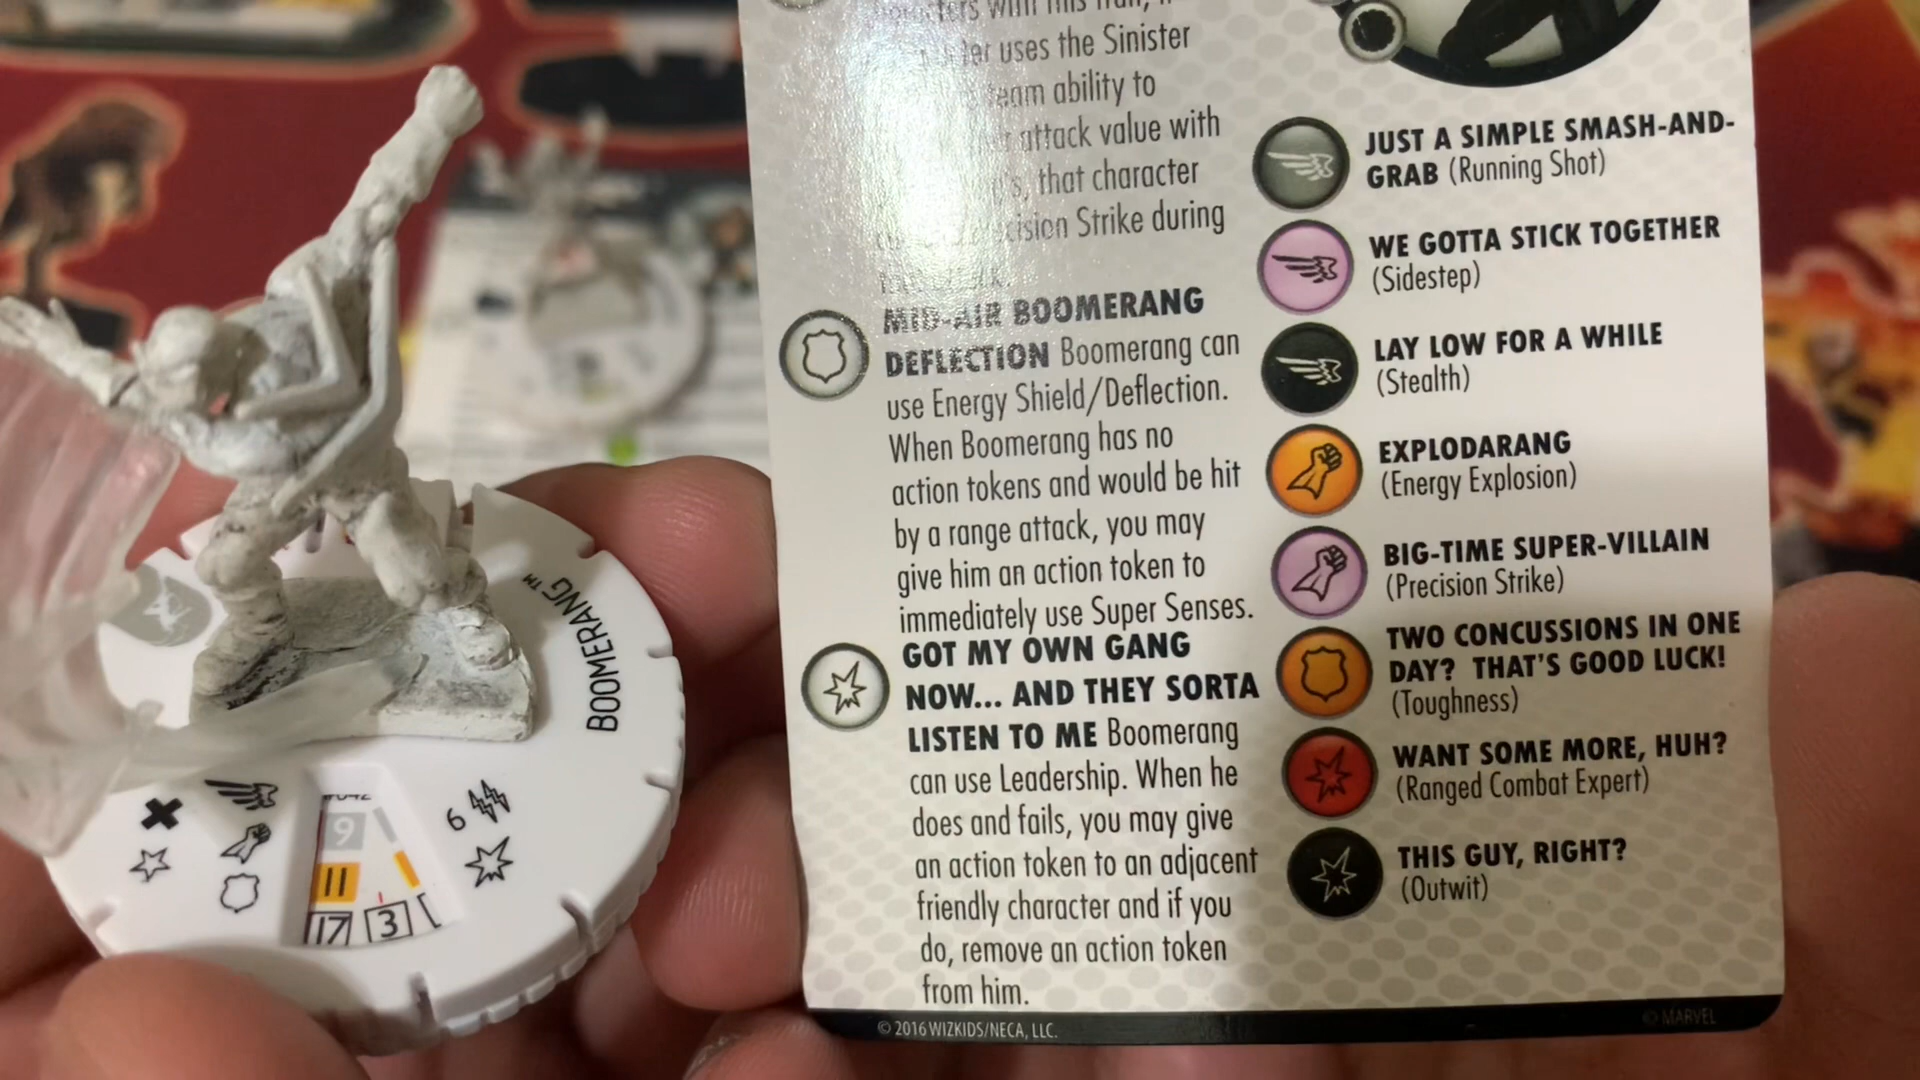 with this
uses the Sinister
team ability to
attack value with
that character
Strike during
MID-AIR BOOMERANG
DEFLECTION Boomerang can
use Energy Shield/Deflection.
When Boomerang has no
action tokens and would be hit
by a range attack, you may
give him an action token to
immediately use Super Senses.
GOT MY OWN GANG
NOW... AND THEY SORTA
LISTEN TO ME Boomerang
can use Leadership. When he
does and fails, you may give
an action token to an adjacent
friendly character and if you
do, remove an action token
from him.
JUST A SIMPLE SMASH-AND-
GRAB (Running Shot)
WE GOTTA STICK TOGETHER
(Sidestep)
LAY LOW FOR A WHILE
(Stealth)
EXPLODARANG
(Energy Explosion)
BIG-TIME SUPER-VILLAIN
(Precision Strike)
TWO CONCUSSIONS IN ONE
DAY? THAT'S GOOD LUCK!
(Toughness)
WANT SOME MORE, HUH?
(Ranged Combat Expert)
THIS GUY, RIGHT?
(Outwit)
© 2016 WIZKIDS/NECA, LLC.
© MARVEL
BOOMERANG™
6
9
11
17 3